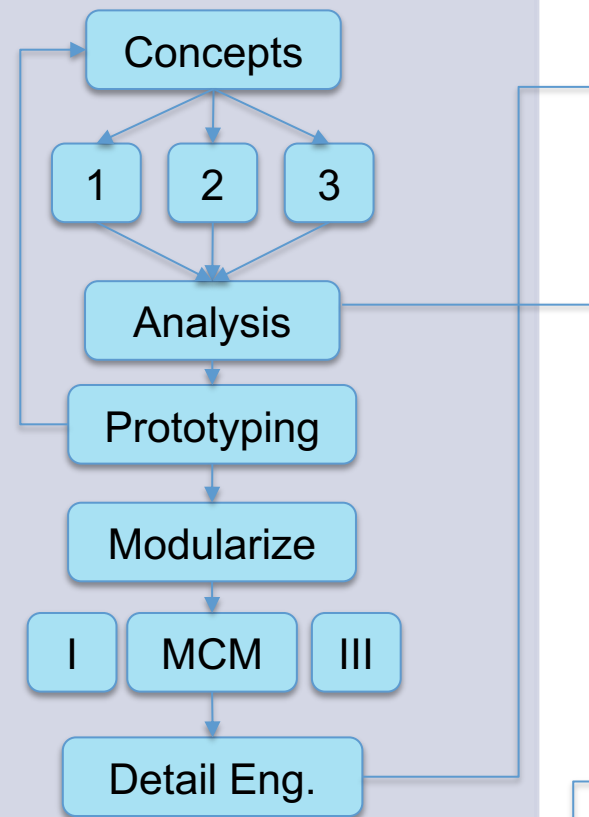 Concepts
1 2 3
Analysis
Prototyping
Modularize
I MCM III
Detail Eng.